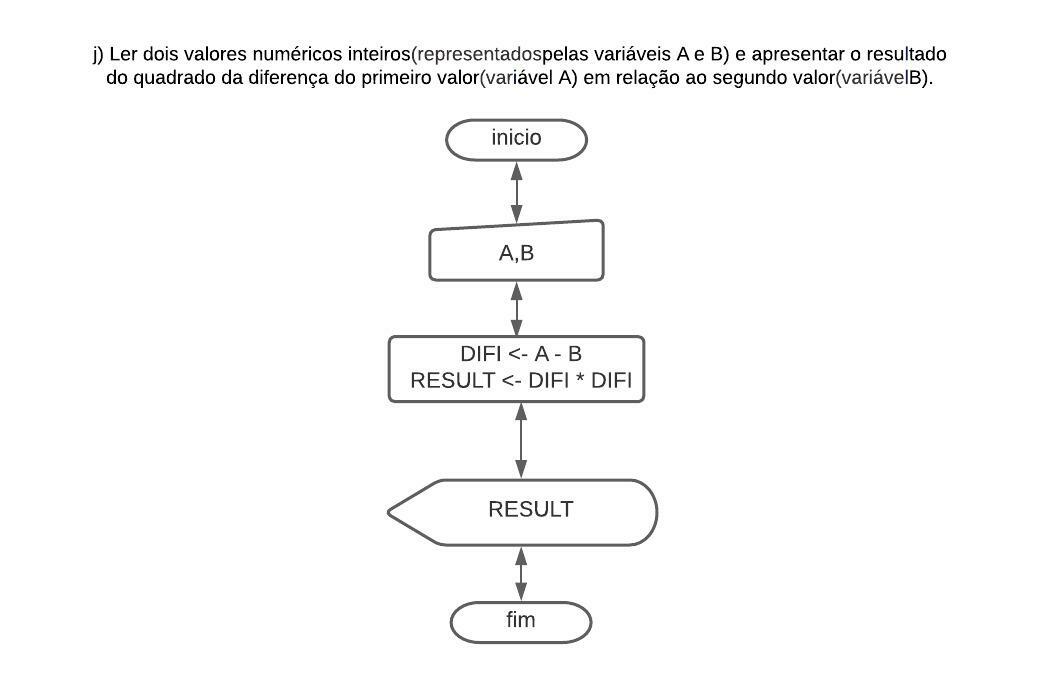 j) Ler dois valores numéricos inteiros(representadospelas variáveis A e B) e apresentar o resultado
do quadrado da diferença do primeiro valor(variável A) em relação ao segundo valor(variávelB).
inicio
A,B
DIFI <- A - B
RESULT <- DIFI * DIFI
RESULT
fim